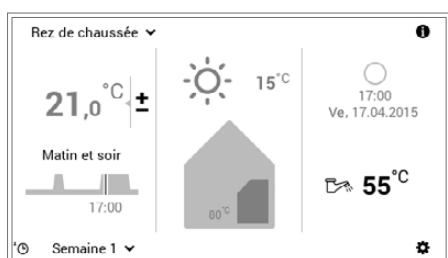 Rez de chaussée
21,0 °C ±
15 °C
17:00
Ve, 17.04.2015
Matin et soir
17:00
80 °C
55 °C
Semaine 1